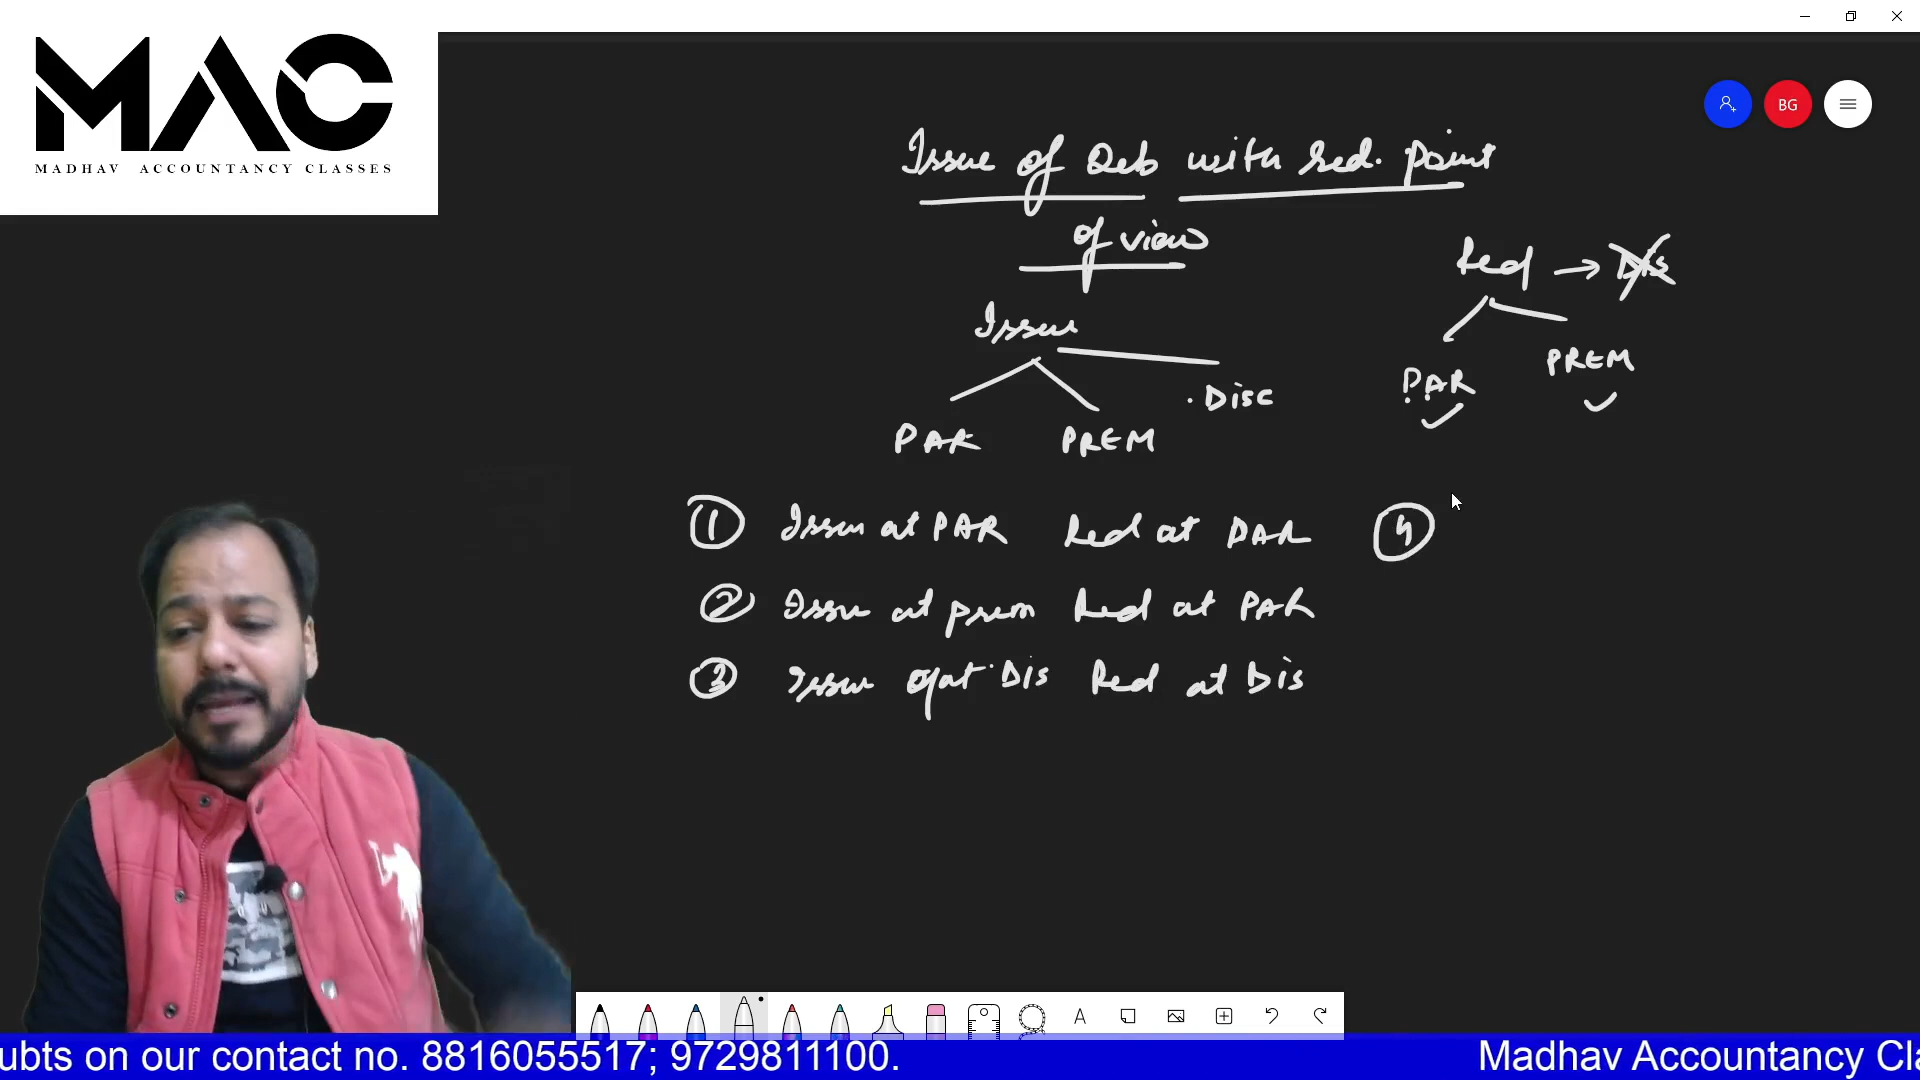 MAC
MADHAV ACCOUNTANCY CLASSES
BG
Issue of Deb with red. point
of view
Red → Dis
PAR PREM
Issue
PAR PREM Disc
① Issue at PAR Red at PAR ④
② Issue at prem Red at PAR
③ Issue at Dis Red at Dis
A
ubts on our contact no. 8816055517; 9729811100. Madhav Accountancy Cla